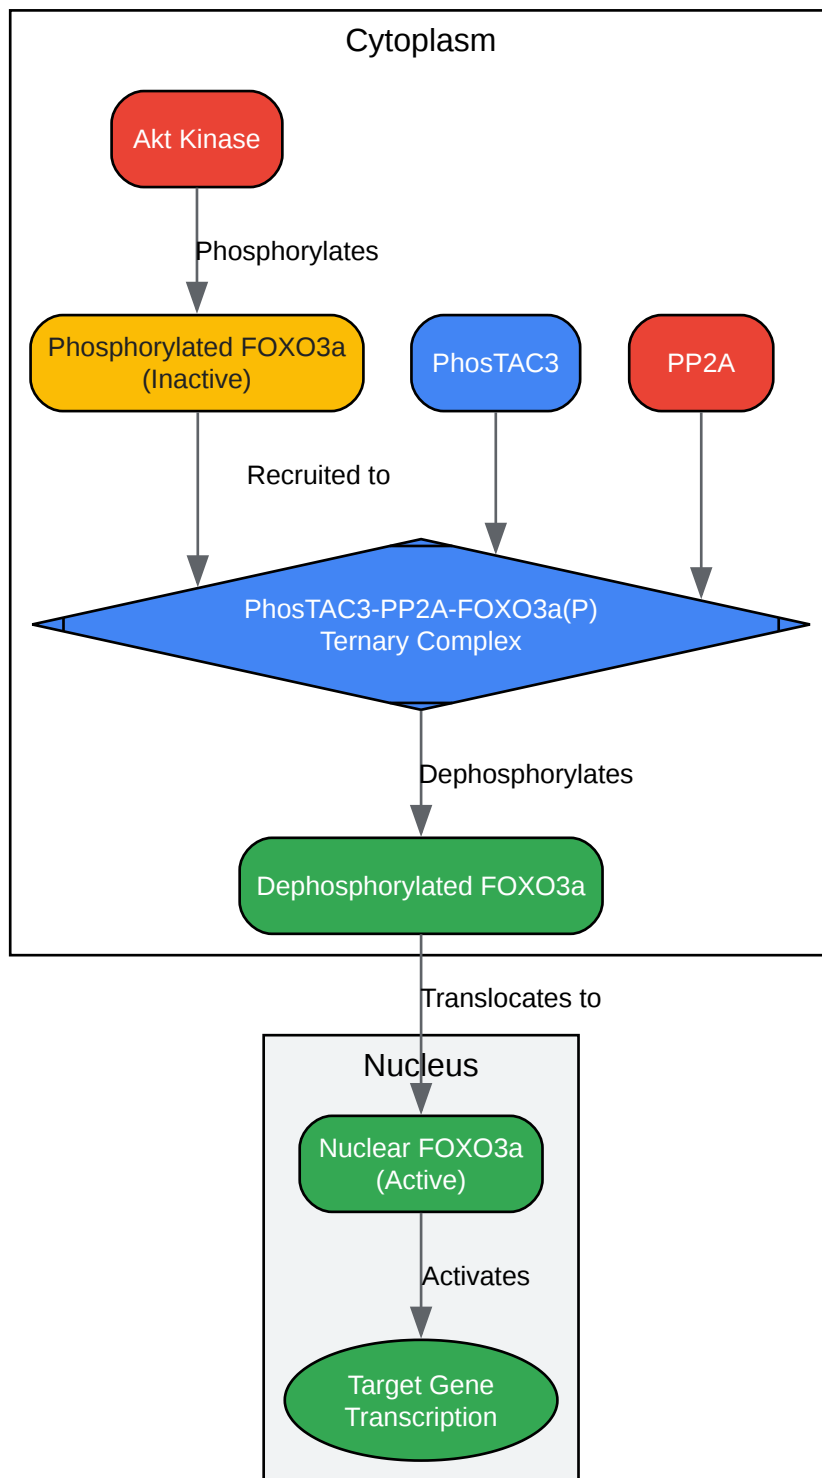 Cytoplasm
Akt Kinase
Phosphorylates
Phosphorylated FOXO3a
(Inactive)
PhosTAC3
PP2A
Recruited to
PhosTAC3-PP2A-FOXO3a(P)
Ternary Complex
Dephosphorylates
Dephosphorylated FOXO3a
Translocates to
Nucleus
Nuclear FOXO3a
(Active)
Activates
Target Gene
Transcription